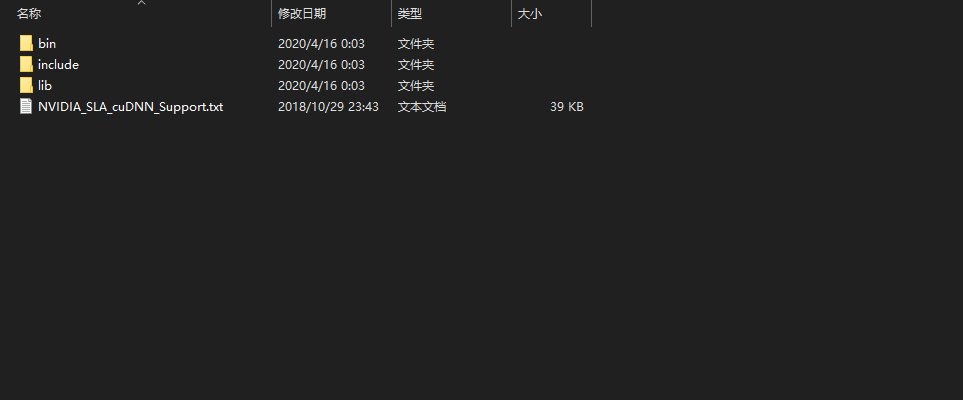 名称 修改日期 类型 大小
bin 2020/4/16 0:03 文件夹
include 2020/4/16 0:03 文件夹
lib 2020/4/16 0:03 文件夹
NVIDIA_SLA_cuDNN_Support.txt 2018/10/29 23:43 文本文档 39 KB